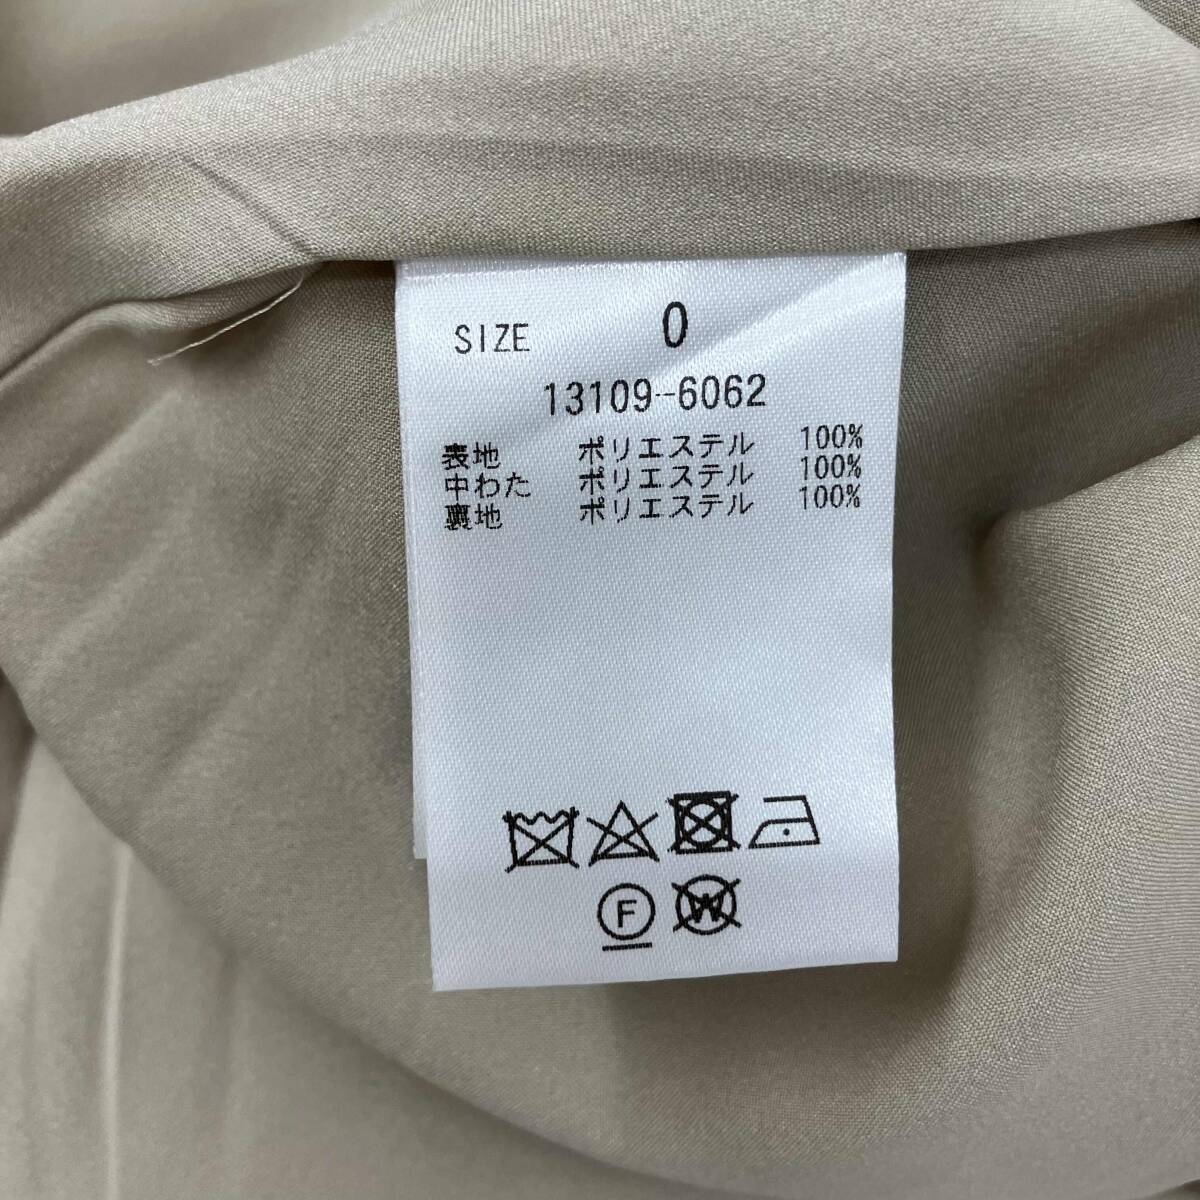 SIZE 0
13109-6062
表地 ポリエステル 100%
中わた ポリエステル 100%
裏地 ポリエステル 100%
F W